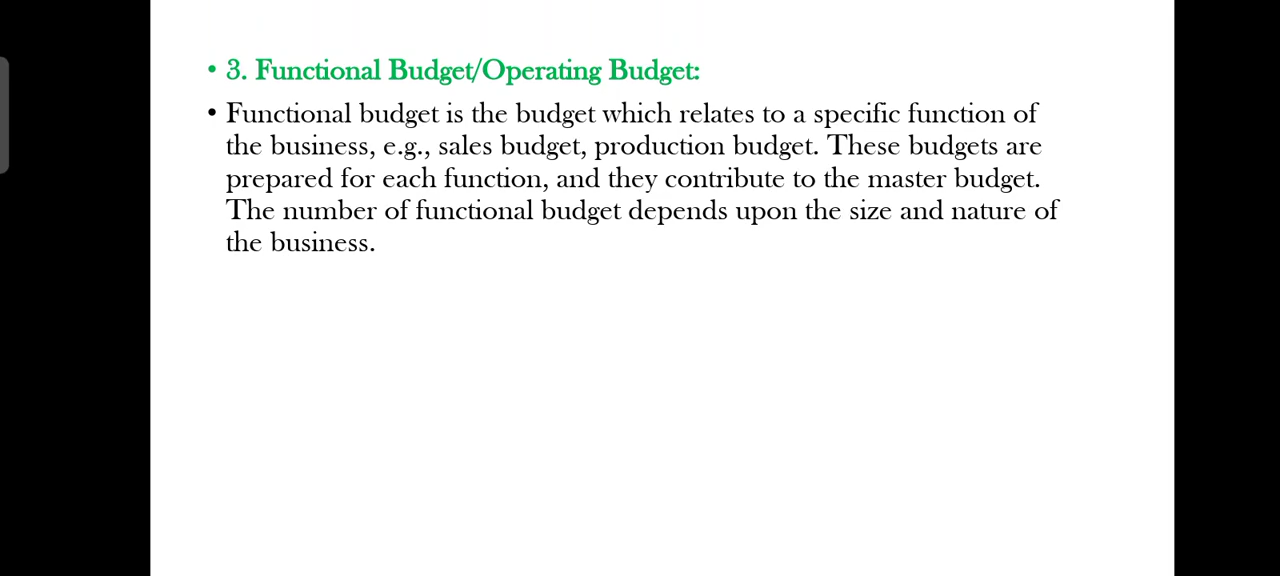 • 3. Functional Budget/Operating Budget:
• Functional budget is the budget which relates to a specific function of
the business, e.g., sales budget, production budget. These budgets are
prepared for each function, and they contribute to the master budget.
The number of functional budget depends upon the size and nature of
the business.